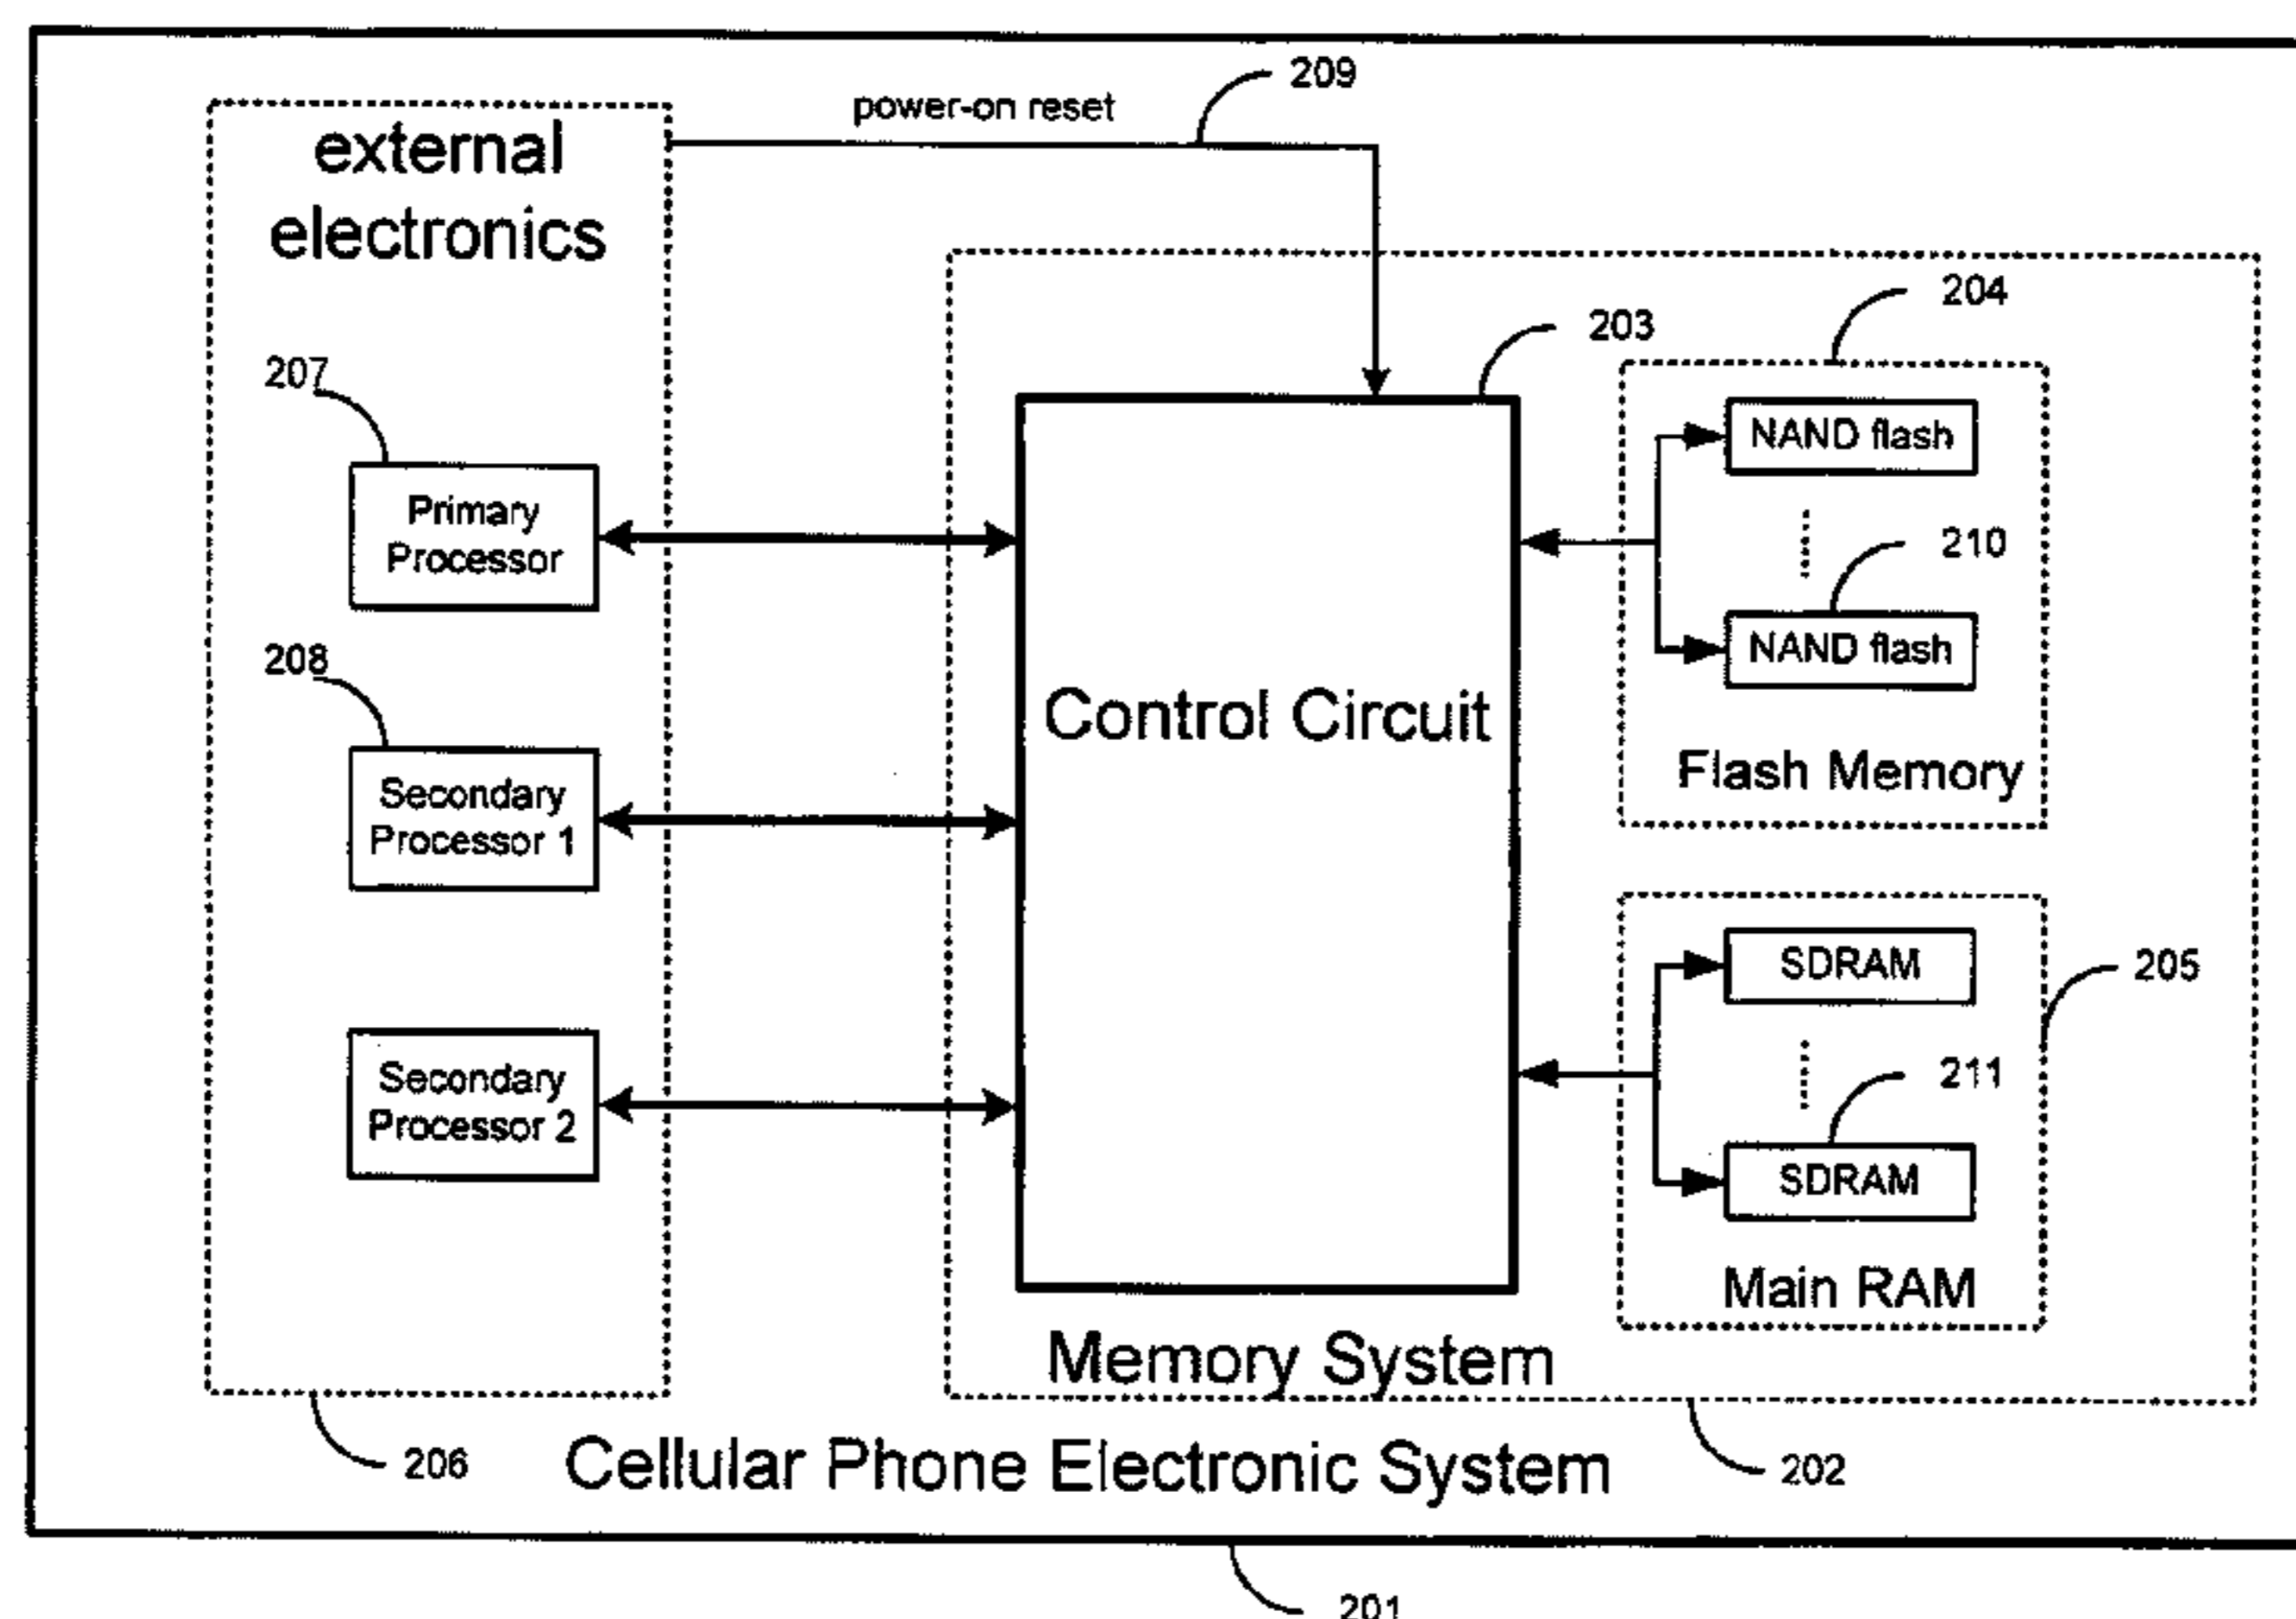 power-on reset
209
external
electronics
204
203
207
NAND flash
Primary
Processor
210
NAND flash
208
Control Circuit
Flash Memory
Secondary
Processor 1
SDRAM
205
Secondary
Processor 2
211
SDRAM
Main RAM
Memory System
206
Cellular Phone Electronic System
202
201